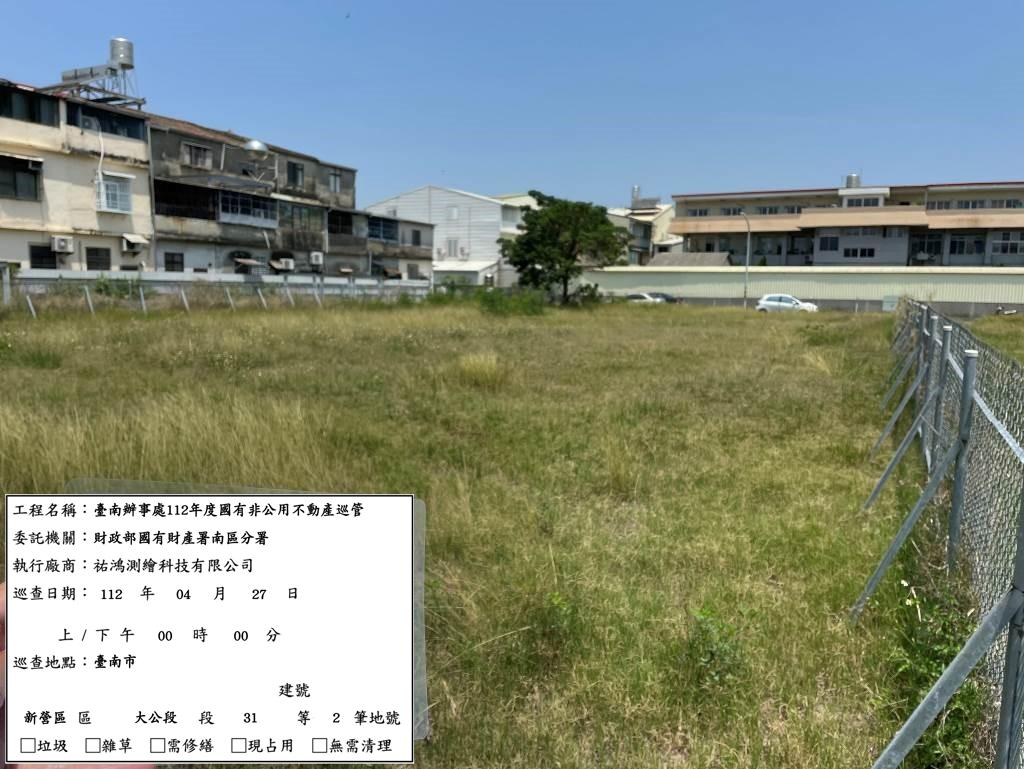 工程名稱：臺南辦事處112年度國有非公用不動產巡管
委託機關：財政部國有財產署南區分署
執行廠商：祐鴻測繪科技有限公司
巡查日期： 112 年 04 月 27 日
上 / 下 午 00 時 00 分
巡查地點：臺南市
建號
新營區 區 大公段 段 31 等 2 筆地號
□垃圾 □雜草 □需修繕 □現占用 □無需清理